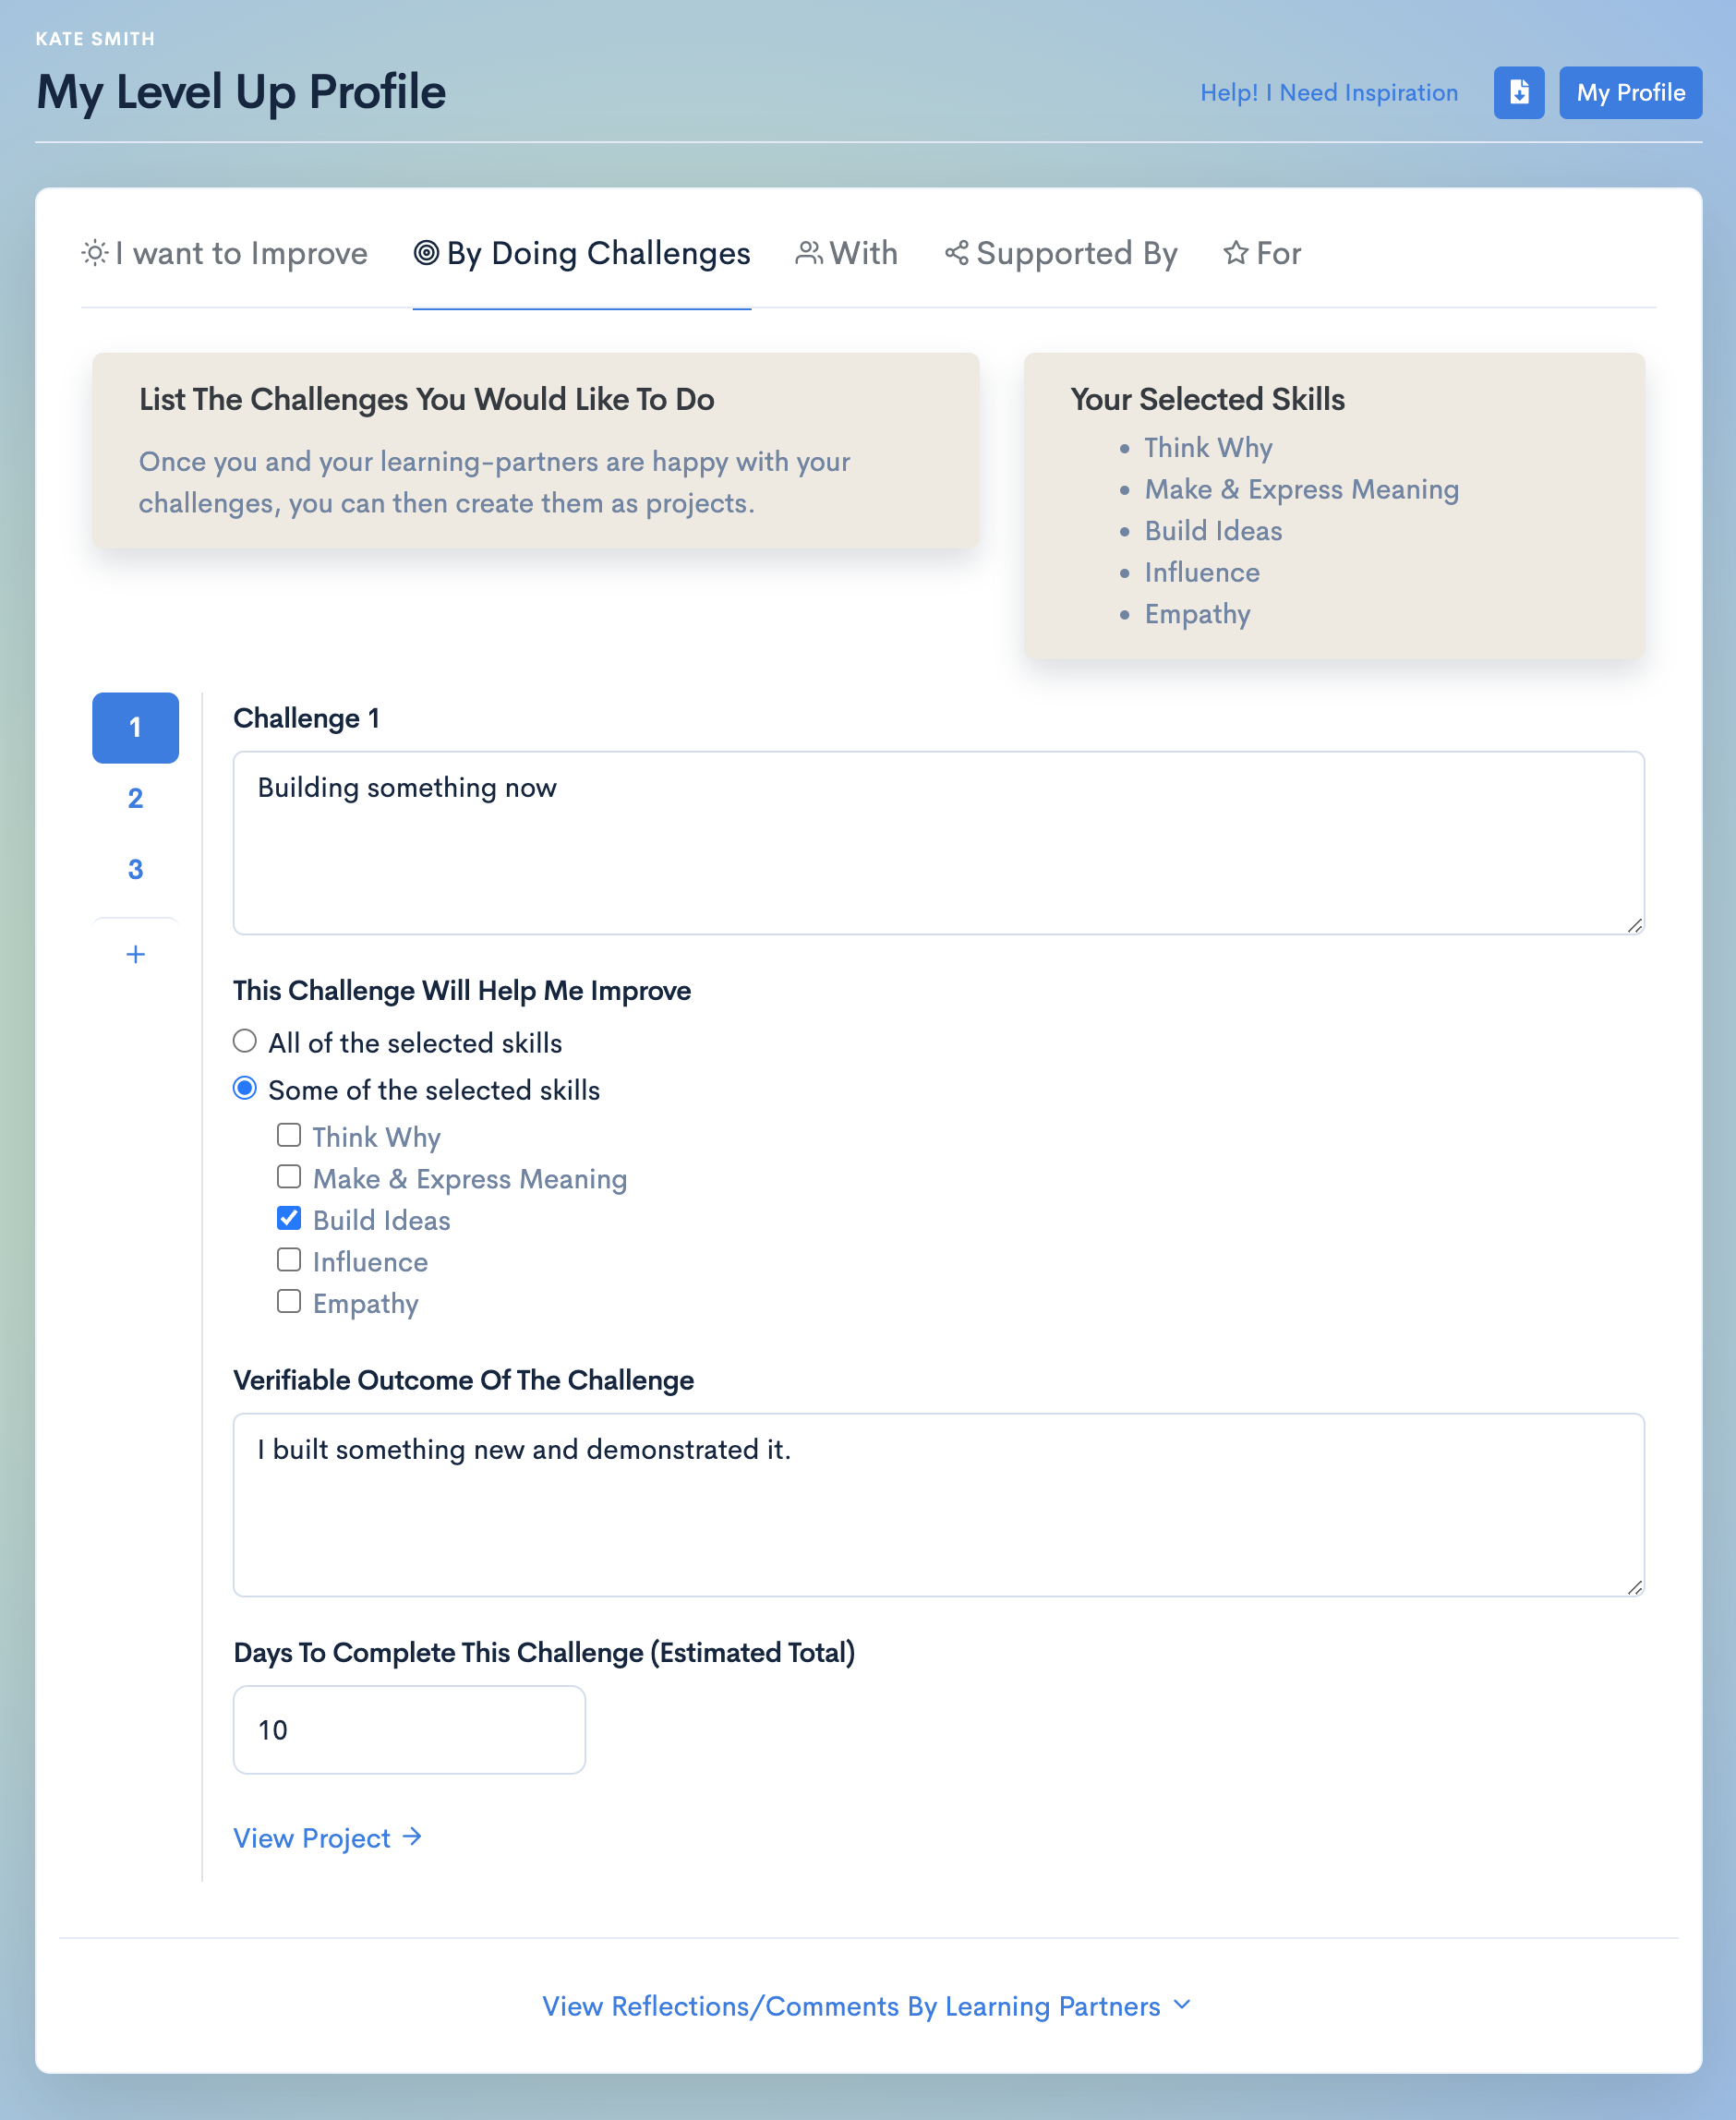 KATE SMITH
My Level Up Profile
Help! I Need Inspiration
My Profile
I want to Improve
By Doing Challenges
With
Supported By
For
List The Challenges You Would Like To Do
Once you and your learning-partners are happy with your
challenges, you can then create them as projects.
Your Selected Skills
• Think Why
• Make & Express Meaning
• Build Ideas
• Influence
• Empathy
1
2
3
+
Challenge 1
Building something now
This Challenge Will Help Me Improve
All of the selected skills
Some of the selected skills
Think Why
Make & Express Meaning
Build Ideas
Influence
Empathy
Verifiable Outcome Of The Challenge
I built something new and demonstrated it.
Days To Complete This Challenge (Estimated Total)
10
View Project →
View Reflections/Comments By Learning Partners